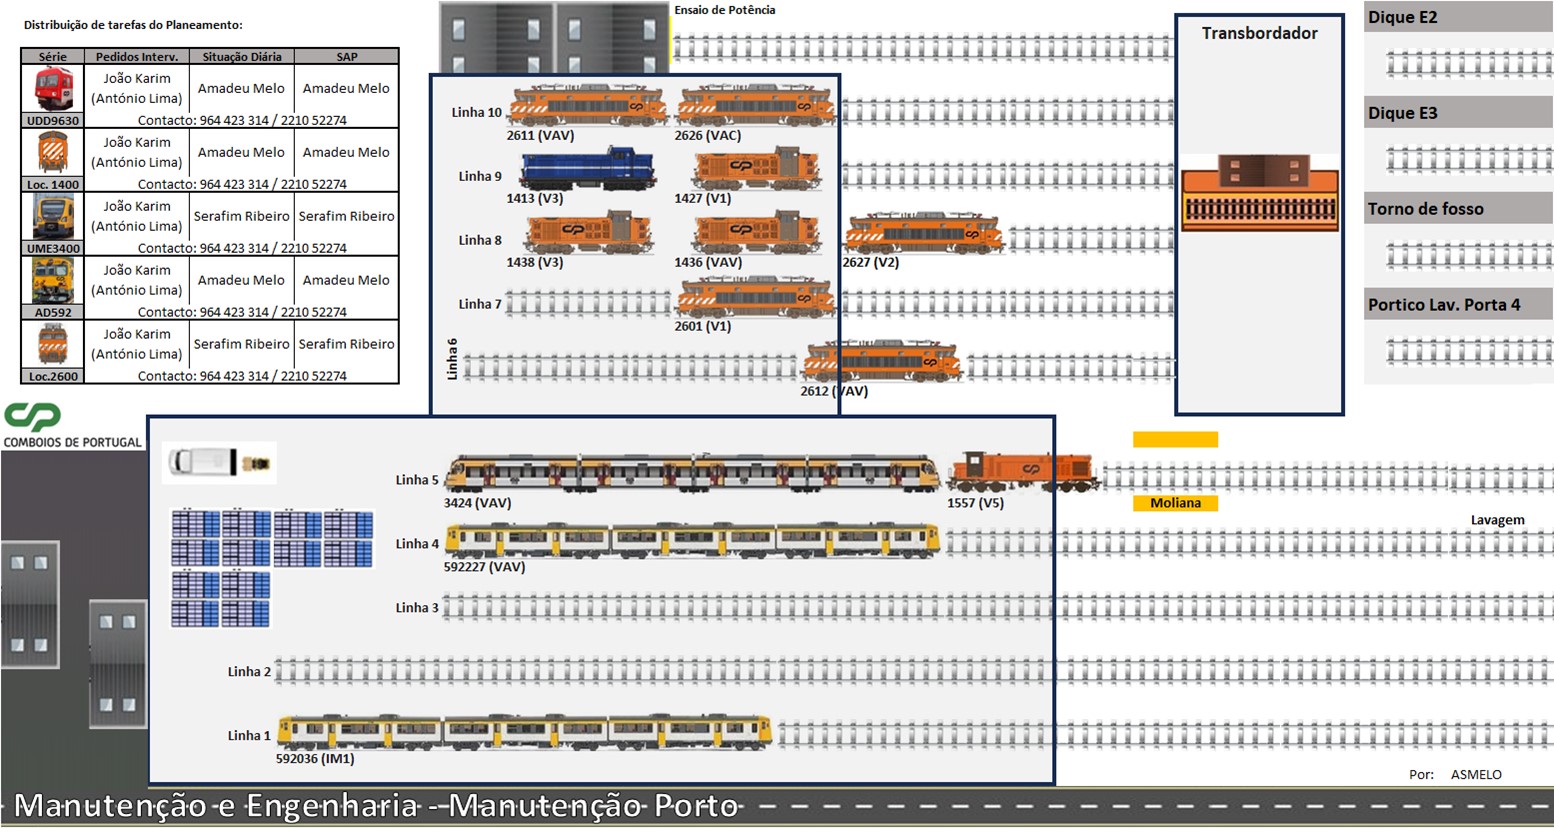 Distribuição de tarefas do Planeamento:
Série Pedidos Interv. Situação Diária SAP
João Karim
(António Lima) Amadeu Melo Amadeu Melo
UDD9630 Contacto: 964 423 314 / 2210 52274
João Karim
(António Lima) Amadeu Melo Amadeu Melo
Loc. 1400 Contacto: 964 423 314 / 2210 52274
João Karim
(António Lima) Serafim Ribeiro Serafim Ribeiro
UME3400 Contacto: 964 423 314 / 2210 52274
João Karim
(António Lima) Amadeu Melo Amadeu Melo
AD592 Contacto: 964 423 314 / 2210 52274
João Karim
(António Lima) Serafim Ribeiro Serafim Ribeiro
Loc.2600 Contacto: 964 423 314 / 2210 52274
CP
COMBOIOS DE PORTUGAL
Ensaio de Potência
Linha 10
2611 (VAV) 2626 (VAC)
Linha 9
1413 (V3) 1427 (V1)
Linha 8
1438 (V3) 1436 (VAV) 2627 (V2)
Linha 7
2601 (V1)
Linha 6
2612 (VAV)
Transbordador
Dique E2
Dique E3
Torno de fosso
Portico Lav. Porta 4
Linha 5
3424 (VAV) 1557 (V5)
Moliana
Lavagem
Linha 4
592227 (VAV)
Linha 3
Linha 2
Linha 1
592036 (IM1)
Por: ASMELO
Manutenção e Engenharia - Manutenção Porto